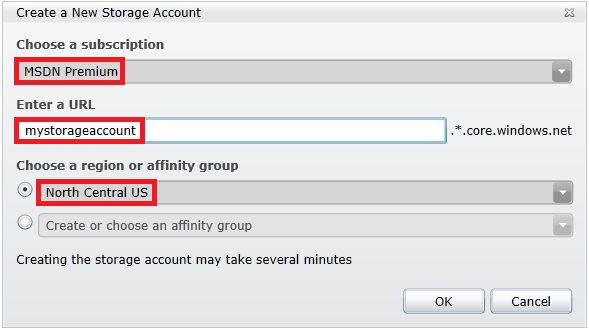 Create a New Storage Account
Choose a subscription
MSDN Premium
Enter a URL
mystorageaccount .*.core.windows.net
Choose a region or affinity group
North Central US
Create or choose an affinity group
Creating the storage account may take several minutes
OK Cancel